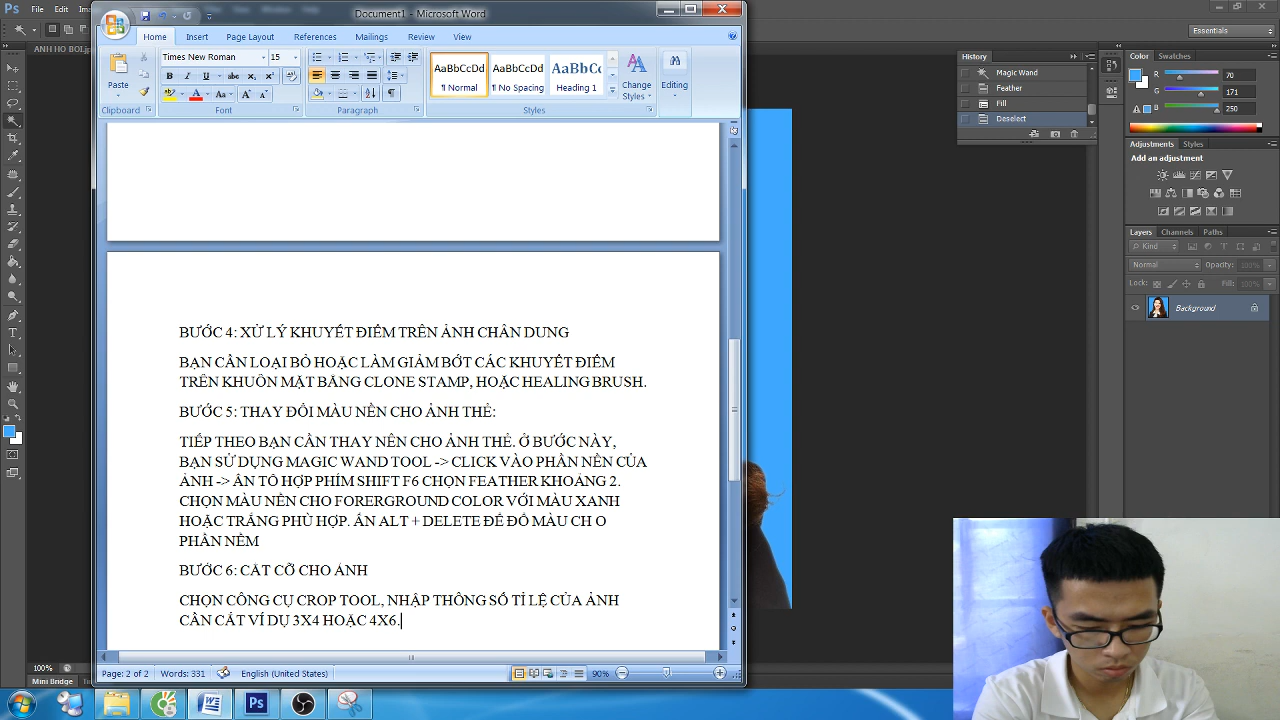 Document1 - Microsoft Word
Ps File Edit Im
Essentials
ANH HO BOI.jp
Home Insert Page Layout References Mailings Review View
Times New Roman 15
Paste
AaBbCcDd AaBbCcDd AaBbCc
¶ Normal ¶ No Spacing Heading 1
Change Styles
Editing
Clipboard Font Paragraph Styles
History
Magic Wand
Feather
Fill
Deselect
Color Swatches
R 70
G 171
B 250
Adjustments Styles
Add an adjustment
Layers Channels Paths
Kind
Normal Opacity: 100%
Lock: Fill: 100%
Background
BƯỚC 4: XỬ LÝ KHUYẾT ĐIỂM TRÊN ẢNH CHÂN DUNG
BẠN CẦN LOẠI BỎ HOẶC LÀM GIẢM BỚT CÁC KHUYẾT ĐIỂM
TRÊN KHUÔN MẶT BẰNG CLONE STAMP, HOẶC HEALING BRUSH.
BƯỚC 5: THAY ĐỔI MÀU NỀN CHO ẢNH THẺ:
TIẾP THEO BẠN CẦN THAY NỀN CHO ẢNH THẺ. Ở BƯỚC NÀY,
BẠN SỬ DỤNG MAGIC WAND TOOL -> CLICK VÀO PHẦN NỀN CỦA
ẢNH -> ẤN TỔ HỢP PHÍM SHIFT F6 CHỌN FEATHER KHOẢNG 2.
CHỌN MÀU NỀN CHO FORERGROUND COLOR VỚI MÀU XANH
HOẶC TRẮNG PHÙ HỢP. ẤN ALT + DELETE ĐỂ ĐỔ MÀU CH O
PHẦN NỀM
BƯỚC 6: CẮT CỠ CHO ẢNH
CHỌN CÔNG CỤ CROP TOOL, NHẬP THÔNG SỐ TỈ LỆ CỦA ẢNH
CẦN CẮT VÍ DỤ 3X4 HOẶC 4X6.
100%
Mini Bridge
Page: 2 of 2 Words: 331 English (United States) 90%
Ps